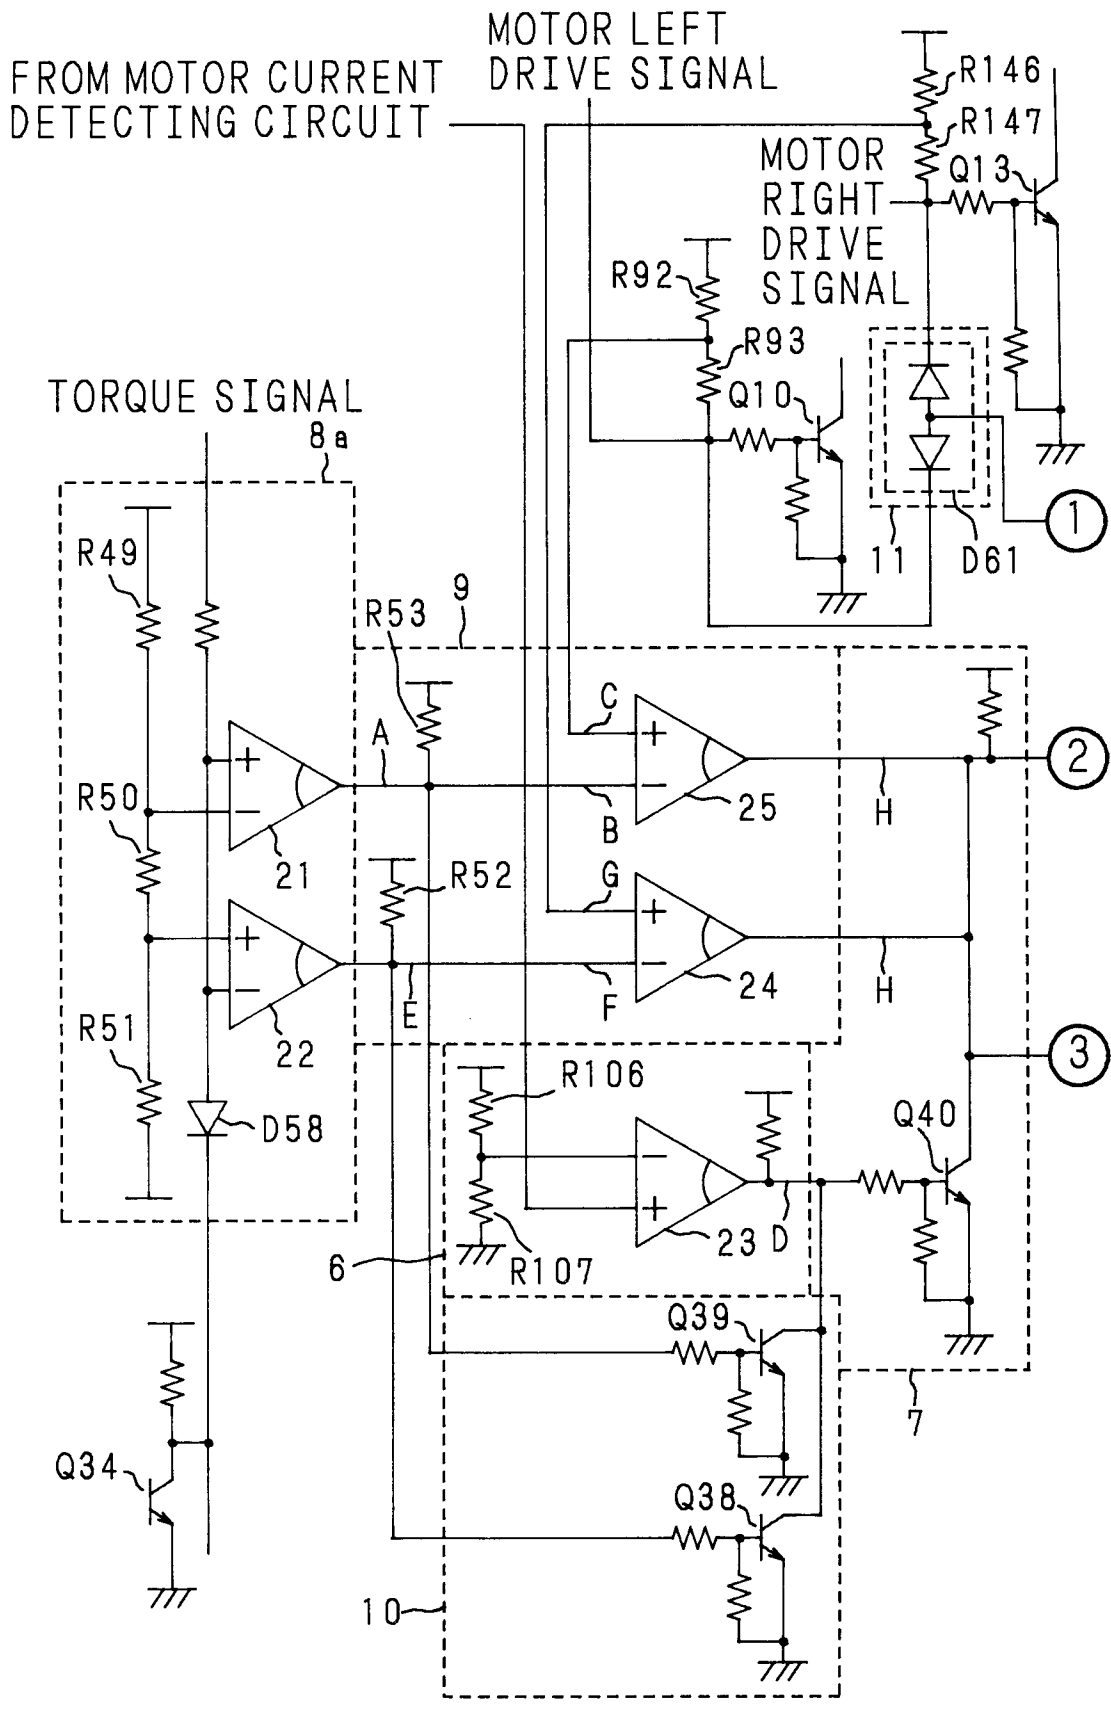 MOTOR LEFT
DRIVE SIGNAL
FROM MOTOR CURRENT
DETECTING CIRCUIT
R146
R147
MOTOR
RIGHT
DRIVE
SIGNAL
Q13
R92
R93
Q10
TORQUE SIGNAL
8a
1
11
D61
R49
9
R53
C
A
2
R50
25
B
H
21
R52
G
24
E
F
H
R51
22
3
R106
D58
Q40
23
D
6
R107
Q39
7
Q34
Q38
10